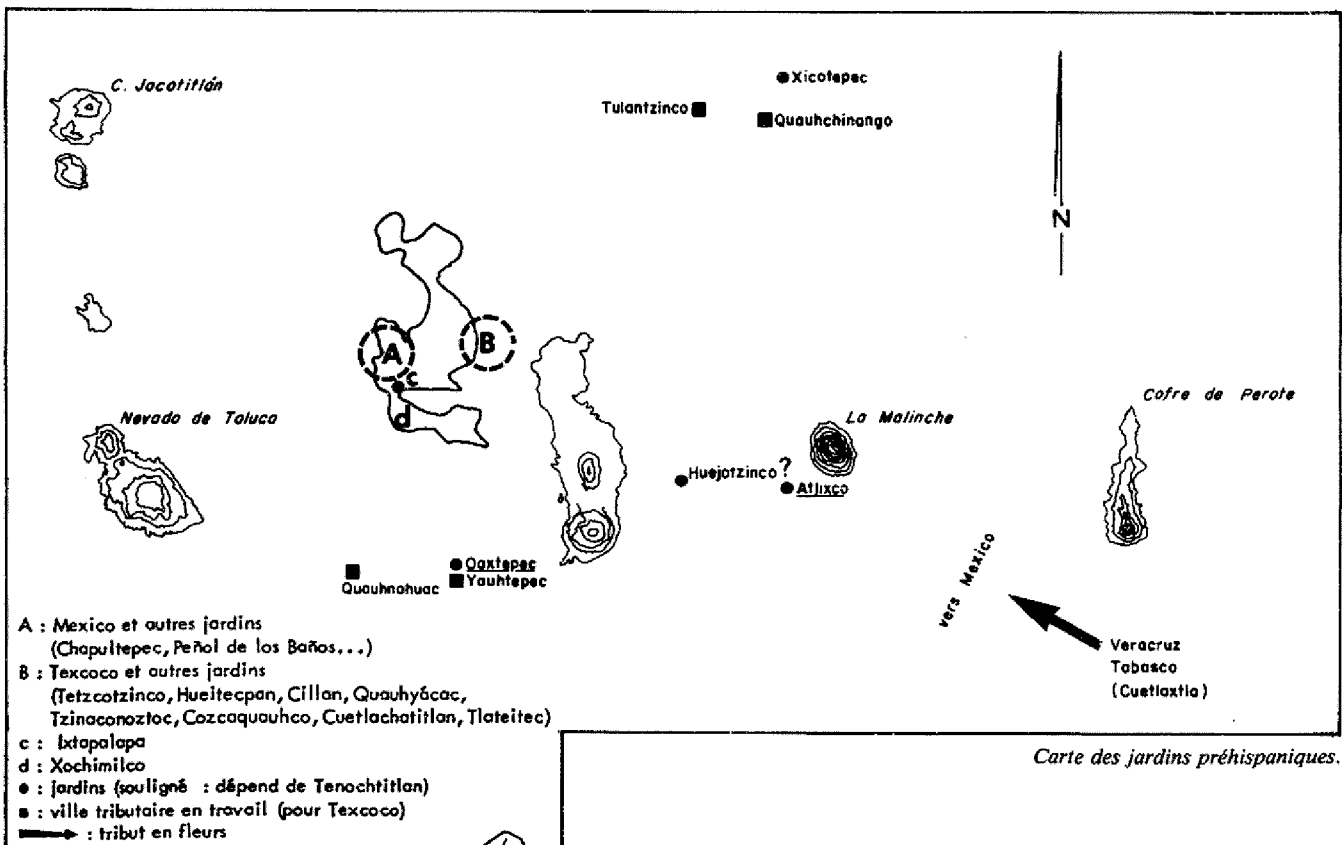 C. Jocotitlán
Xicotepec
Tulantzinco
Quauhchinango
N
A
B
c
d
Nevado de Toluca
La Malinche
Cofre de Perote
Huejotzinco ?
Atlixco
Oaxtepec
Quauhnahuac
Yauhtepec
vers Mexico
Veracruz
Tabasco
(Cuetlaxtla)
A : Mexico et autres jardins
(Chapultepec, Peñol de los Baños...)
B : Texcoco et autres jardins
(Tetzcotzinco, Hueitecpan, Cillan, Quauhyácac,
Tzinaconoztoc, Cozcaquauhco, Cuetlachatitlan, Tlateitec)
c : Ixtapalapa
d : Xochimilco
● : jardins (souligné : dépend de Tenochtitlan)
■ : ville tributaire en travail (pour Texcoco)
: tribut en fleurs
Carte des jardins préhispaniques.